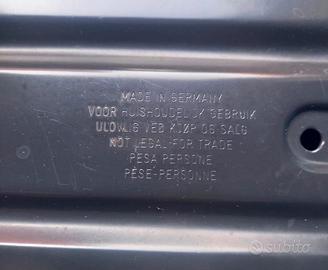 MADE IN GERMANY
VOOR HUISHOUDELIJK GEBRUIK
ULOVLIG VED KJØP OG SALG
NOT LEGAL FOR TRADE
PESA PERSONE
PÈSE-PERSONNE
subito